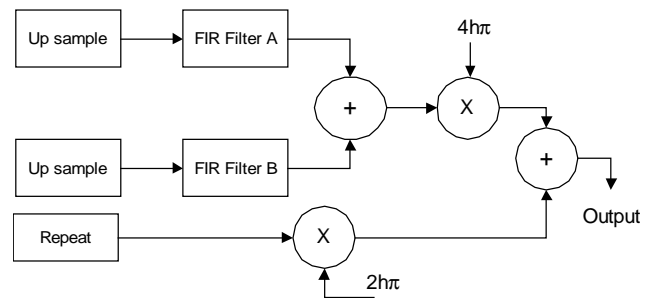 4hπ
Up sample
FIR Filter A
+
X
Up sample
FIR Filter B
+
Output
Repeat
X
2hπ